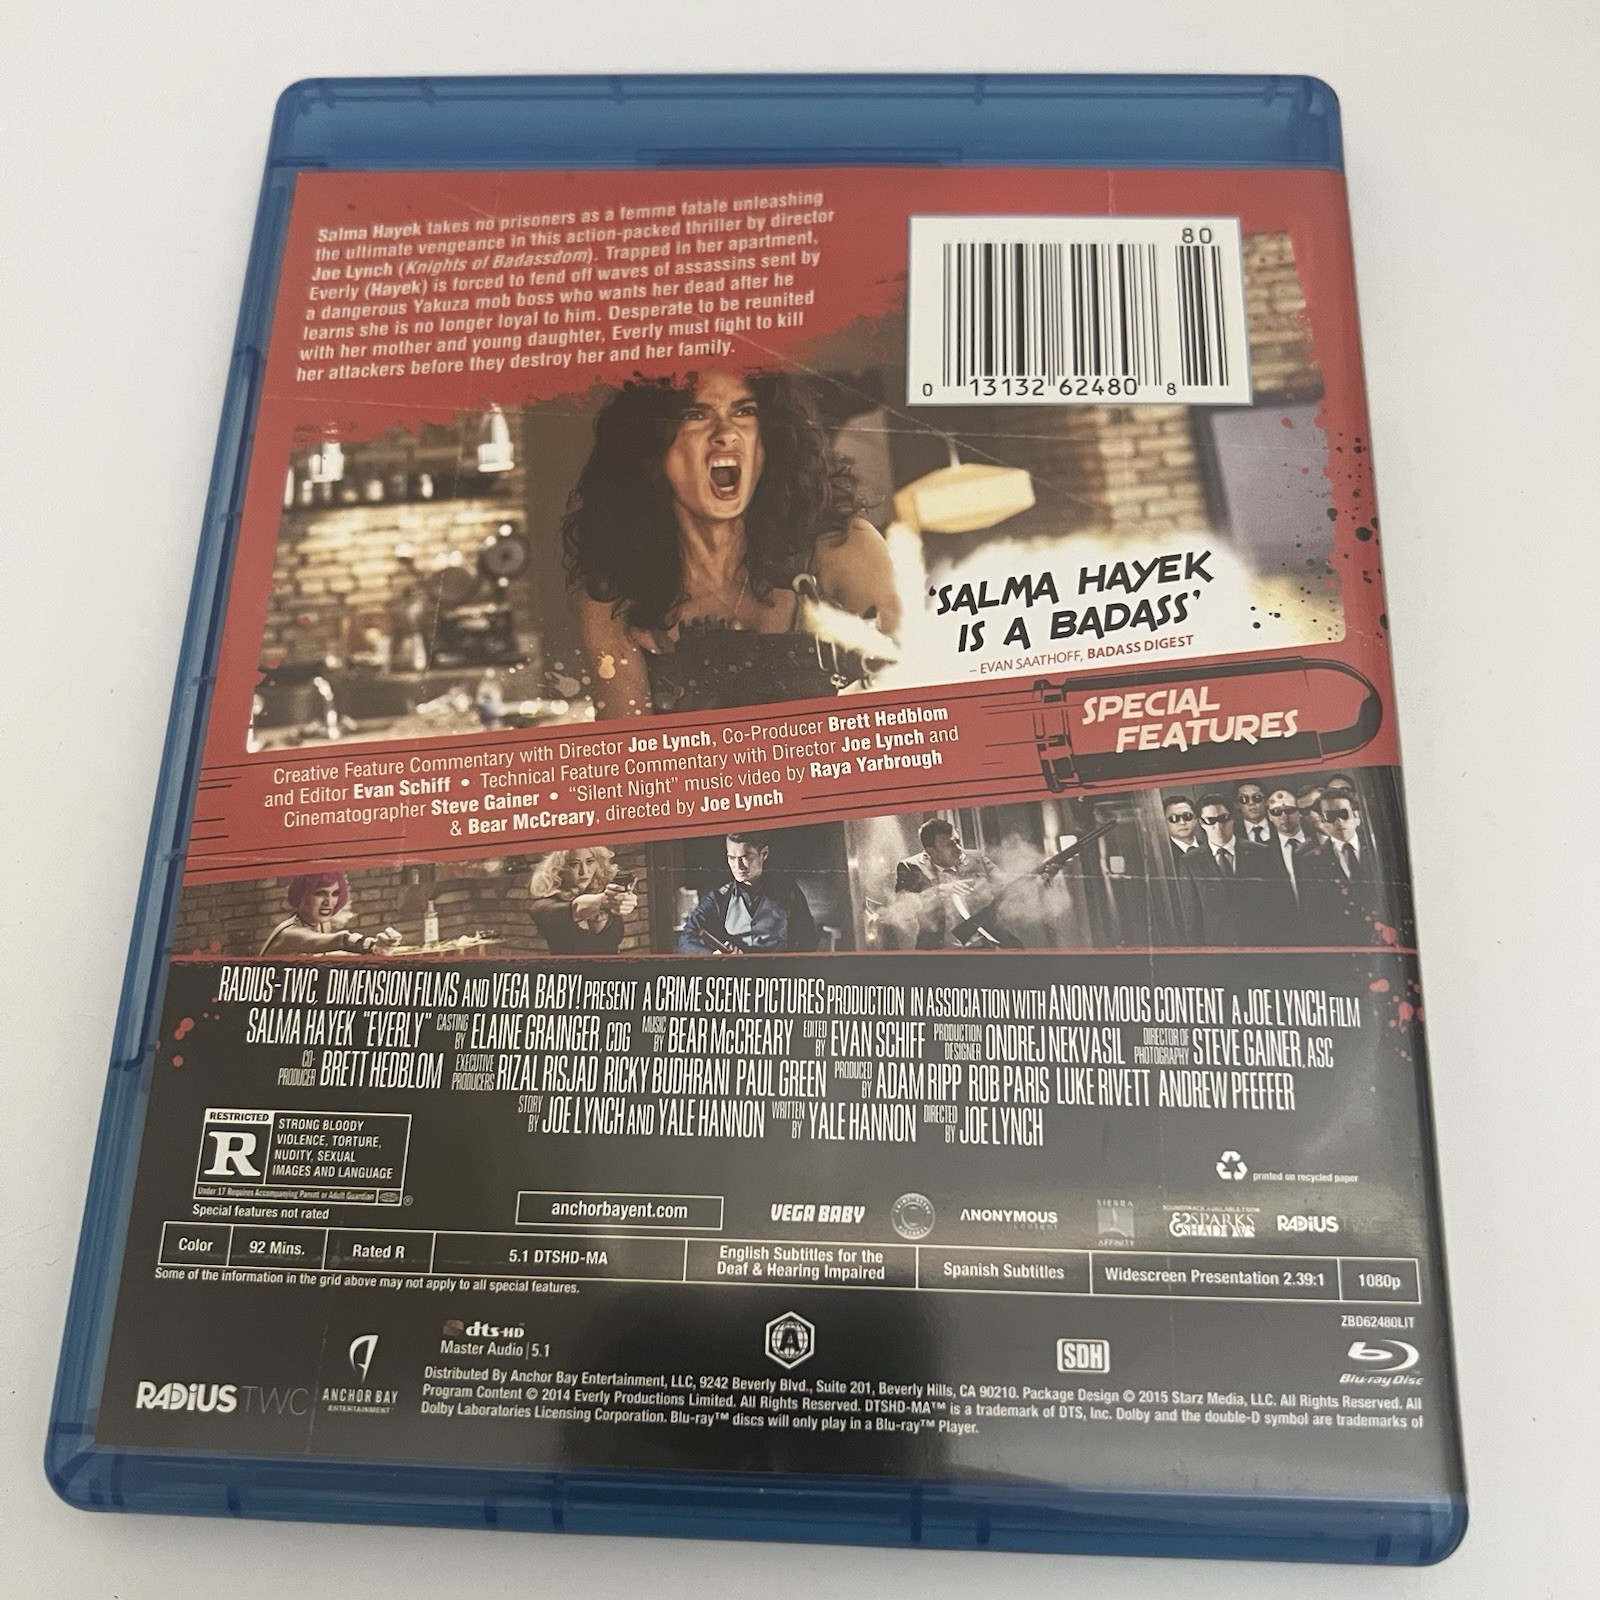 Salma Hayek takes no prisoners as a femme fatale unleashing
the ultimate vengeance in this action-packed thriller by director
Joe Lynch (Knights of Badassdom). Trapped in her apartment,
Everly (Hayek) is forced to fend off waves of assassins sent by
a dangerous Yakuza mob boss who wants her dead after he
learns she is no longer loyal to him. Desperate to be reunited
with her mother and young daughter, Everly must fight to kill
her attackers before they destroy her and her family.
80
0 13132 62480 8
'SALMA HAYEK
IS A BADASS'
– EVAN SAATHOFF, BADASS DIGEST
SPECIAL
FEATURES
Creative Feature Commentary with Director Joe Lynch, Co-Producer Brett Hedblom
and Editor Evan Schiff • Technical Feature Commentary with Director Joe Lynch and
Cinematographer Steve Gainer • "Silent Night" music video by Raya Yarbrough
& Bear McCreary, directed by Joe Lynch
RADIUS-TWC, DIMENSION FILMS AND VEGA BABY! PRESENT A CRIME SCENE PICTURES PRODUCTION IN ASSOCIATION WITH ANONYMOUS CONTENT A JOE LYNCH FILM
SALMA HAYEK "EVERLY" CASTING BY ELAINE GRAINGER, CDG MUSIC BY BEAR McCREARY EDITED BY EVAN SCHIFF PRODUCTION DESIGNER ONDREJ NEKVASIL DIRECTOR OF PHOTOGRAPHY STEVE GAINER, ASC
CO-PRODUCER BRETT HEDBLOM EXECUTIVE PRODUCERS RIZAL RISJAD RICKY BUDHRANI PAUL GREEN PRODUCED BY ADAM RIPP ROB PARIS LUKE RIVETT ANDREW PFEFFER
STORY BY JOE LYNCH AND YALE HANNON WRITTEN BY YALE HANNON DIRECTED BY JOE LYNCH
RESTRICTED
R
STRONG BLOODY
VIOLENCE, TORTURE,
NUDITY, SEXUAL
IMAGES AND LANGUAGE
Under 17 Requires Accompanying Parent or Adult Guardian
®
Special features not rated
printed on recycled paper
anchorbayent.com
VEGA BABY
ANONYMOUS
content
SIERRA
AFFINITY
SOUNDTRACK AVAILABLE FROM
SPARKS
& SHADOWS
RADiUS
Color
92 Mins.
Rated R
5.1 DTSHD-MA
English Subtitles for the
Deaf & Hearing Impaired
Spanish Subtitles
Widescreen Presentation 2.39:1
1080p
Some of the information in the grid above may not apply to all special features.
ZBD62480LIT
dts-HD
Master Audio | 5.1
A
SDH
Blu-ray Disc
RADiUS TWC
ANCHOR BAY
ENTERTAINMENT
Distributed By Anchor Bay Entertainment, LLC, 9242 Beverly Blvd., Suite 201, Beverly Hills, CA 90210. Package Design © 2015 Starz Media, LLC. All Rights Reserved. All
Program Content © 2014 Everly Productions Limited, All Rights Reserved. DTSHD-MA™ is a trademark of DTS, Inc. Dolby and the double-D symbol are trademarks of
Dolby Laboratories Licensing Corporation. Blu-ray™ discs will only play in a Blu-ray™ Player.